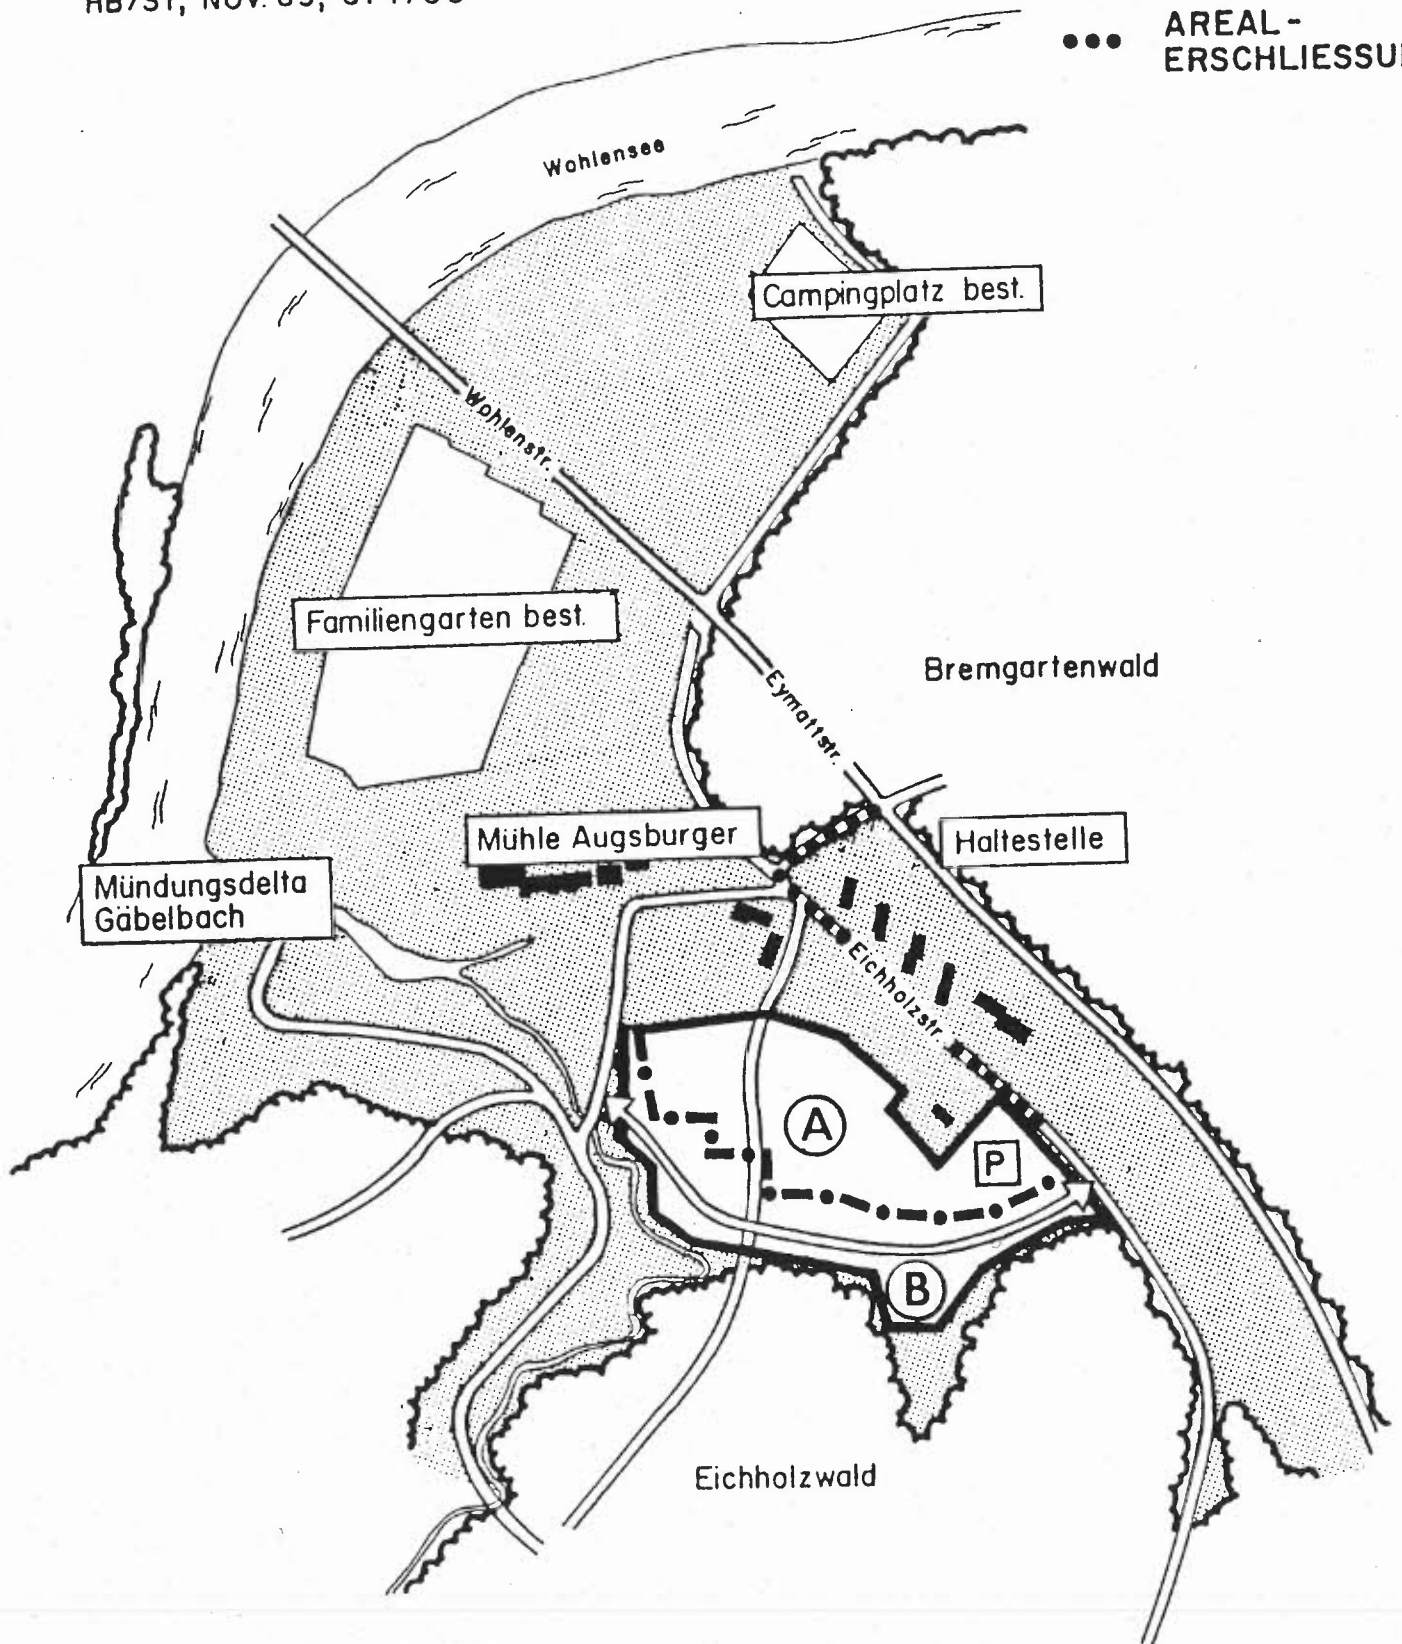 AREAL-
Wohlensee
Campingplatz best.
Wohlenstr.
Familiengarten best.
Bremgartenwald
Eymattstr.
Mühle Augsburger
Haltestelle
Mündungsdelta
Gäbelbach
Eichholzstr.
A
P
B
Eichholzwald